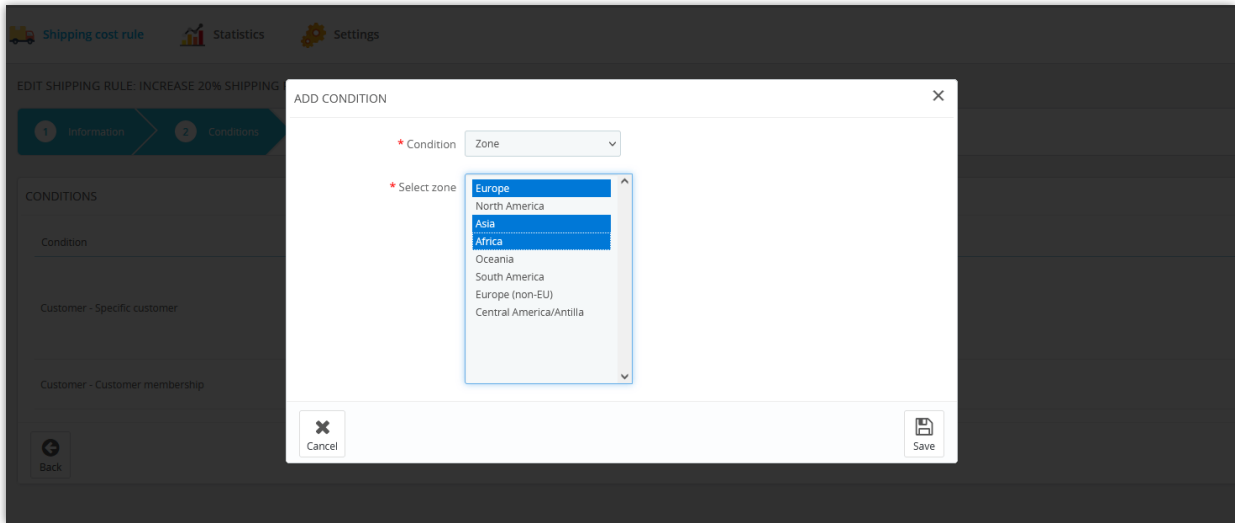 Shipping cost rule
Statistics
Settings
EDIT SHIPPING RULE: INCREASE 20% SHIPPING
1 Information
2 Conditions
ADD CONDITION
* Condition
Zone
* Select zone
Europe
North America
Asia
Africa
Oceania
South America
Europe (non-EU)
Central America/Antilla
CONDITIONS
Condition
Customer - Specific customer
Customer - Customer membership
Cancel
Save
Back